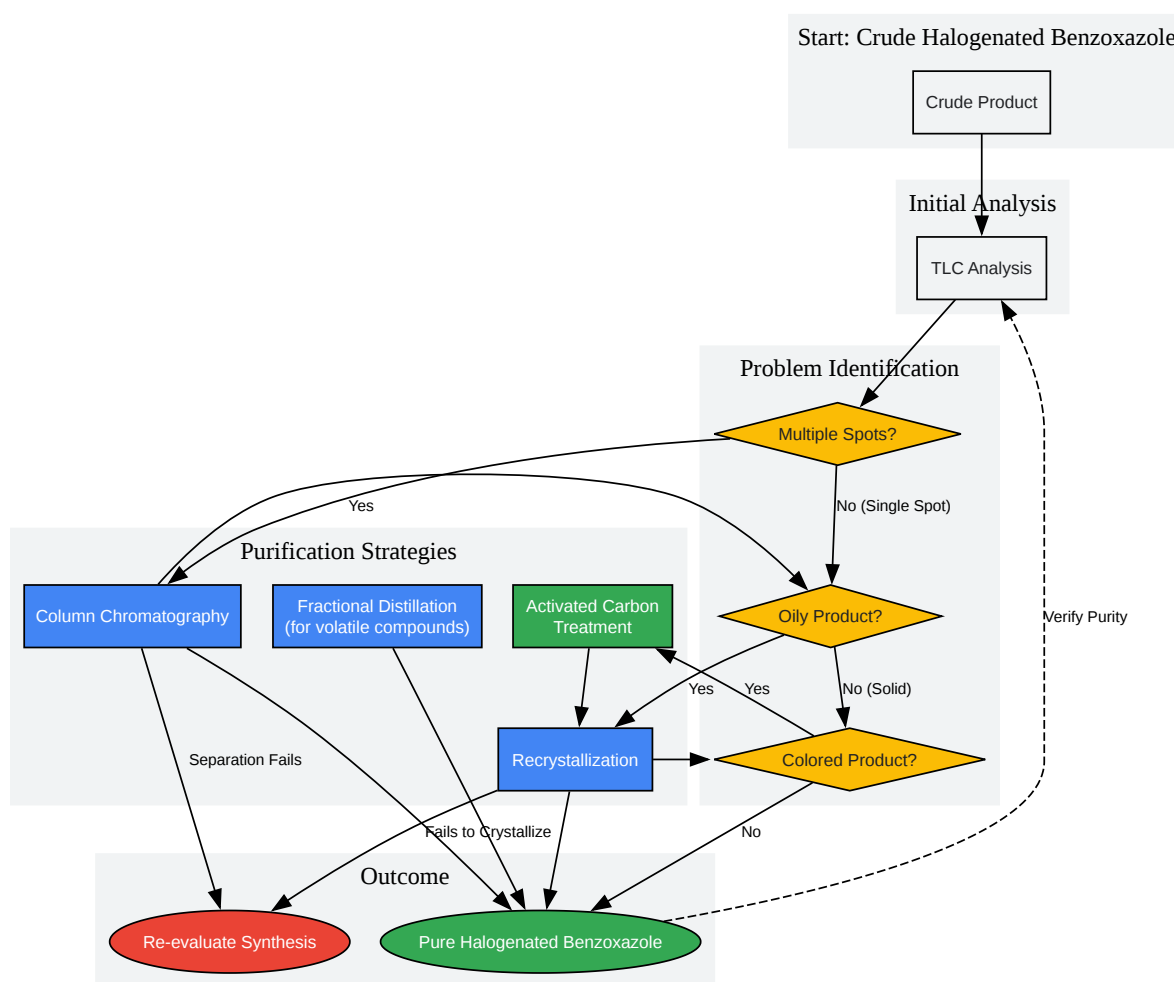 Start: Crude Halogenated Benzoxazole
Crude Product
Initial Analysis
TLC Analysis
Problem Identification
Multiple Spots?
Yes
No (Single Spot)
Purification Strategies
Column Chromatography
Fractional Distillation
(for volatile compounds)
Activated Carbon
Treatment
Oily Product?
Verify Purity
Yes
Yes
No (Solid)
Separation Fails
Recrystallization
Colored Product?
Fails to Crystallize
No
Outcome
Re-evaluate Synthesis
Pure Halogenated Benzoxazole